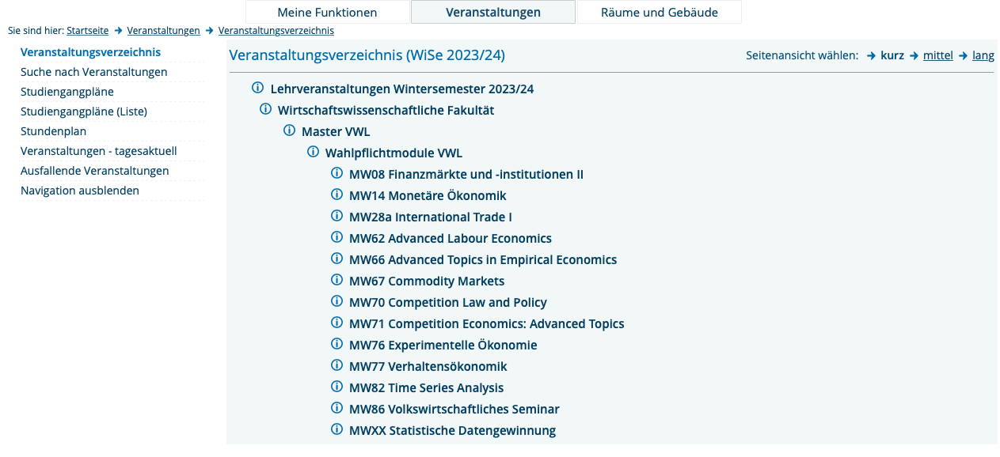 Meine Funktionen Veranstaltungen Räume und Gebäude
Sie sind hier: Startseite → Veranstaltungen → Veranstaltungsverzeichnis
Veranstaltungsverzeichnis
Suche nach Veranstaltungen
Studiengangpläne
Studiengangpläne (Liste)
Stundenplan
Veranstaltungen - tagesaktuell
Ausfallende Veranstaltungen
Navigation ausblenden
Veranstaltungsverzeichnis (WiSe 2023/24) Seitenansicht wählen: → kurz → mittel → lang
Lehrveranstaltungen Wintersemester 2023/24
Wirtschaftswissenschaftliche Fakultät
Master VWL
Wahlpflichtmodule VWL
MW08 Finanzmärkte und -institutionen II
MW14 Monetäre Ökonomik
MW28a International Trade I
MW62 Advanced Labour Economics
MW66 Advanced Topics in Empirical Economics
MW67 Commodity Markets
MW70 Competition Law and Policy
MW71 Competition Economics: Advanced Topics
MW76 Experimentelle Ökonomie
MW77 Verhaltensökonomik
MW82 Time Series Analysis
MW86 Volkswirtschaftliches Seminar
MWXX Statistische Datengewinnung